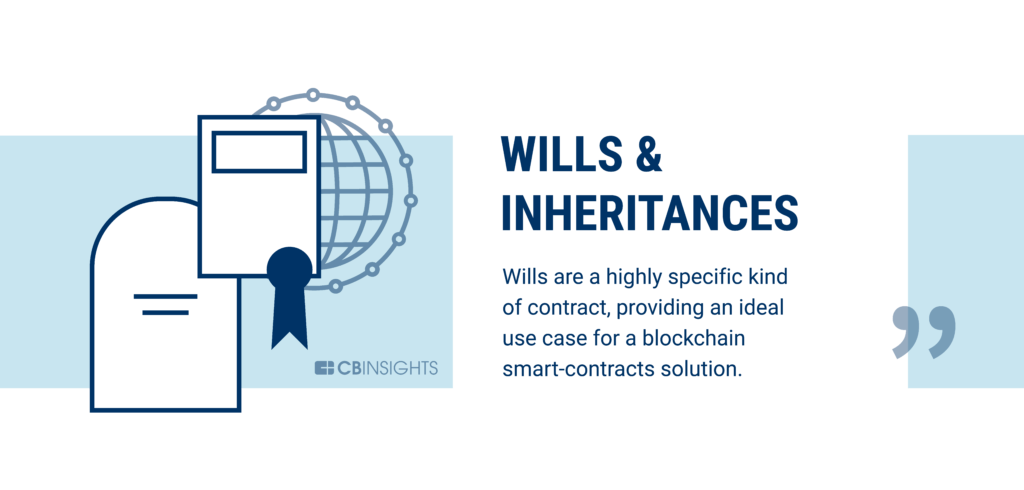 WILLS &
INHERITANCES
Wills are a highly specific kind
of contract, providing an ideal
use case for a blockchain
smart-contracts solution.
”
CBINSIGHTS